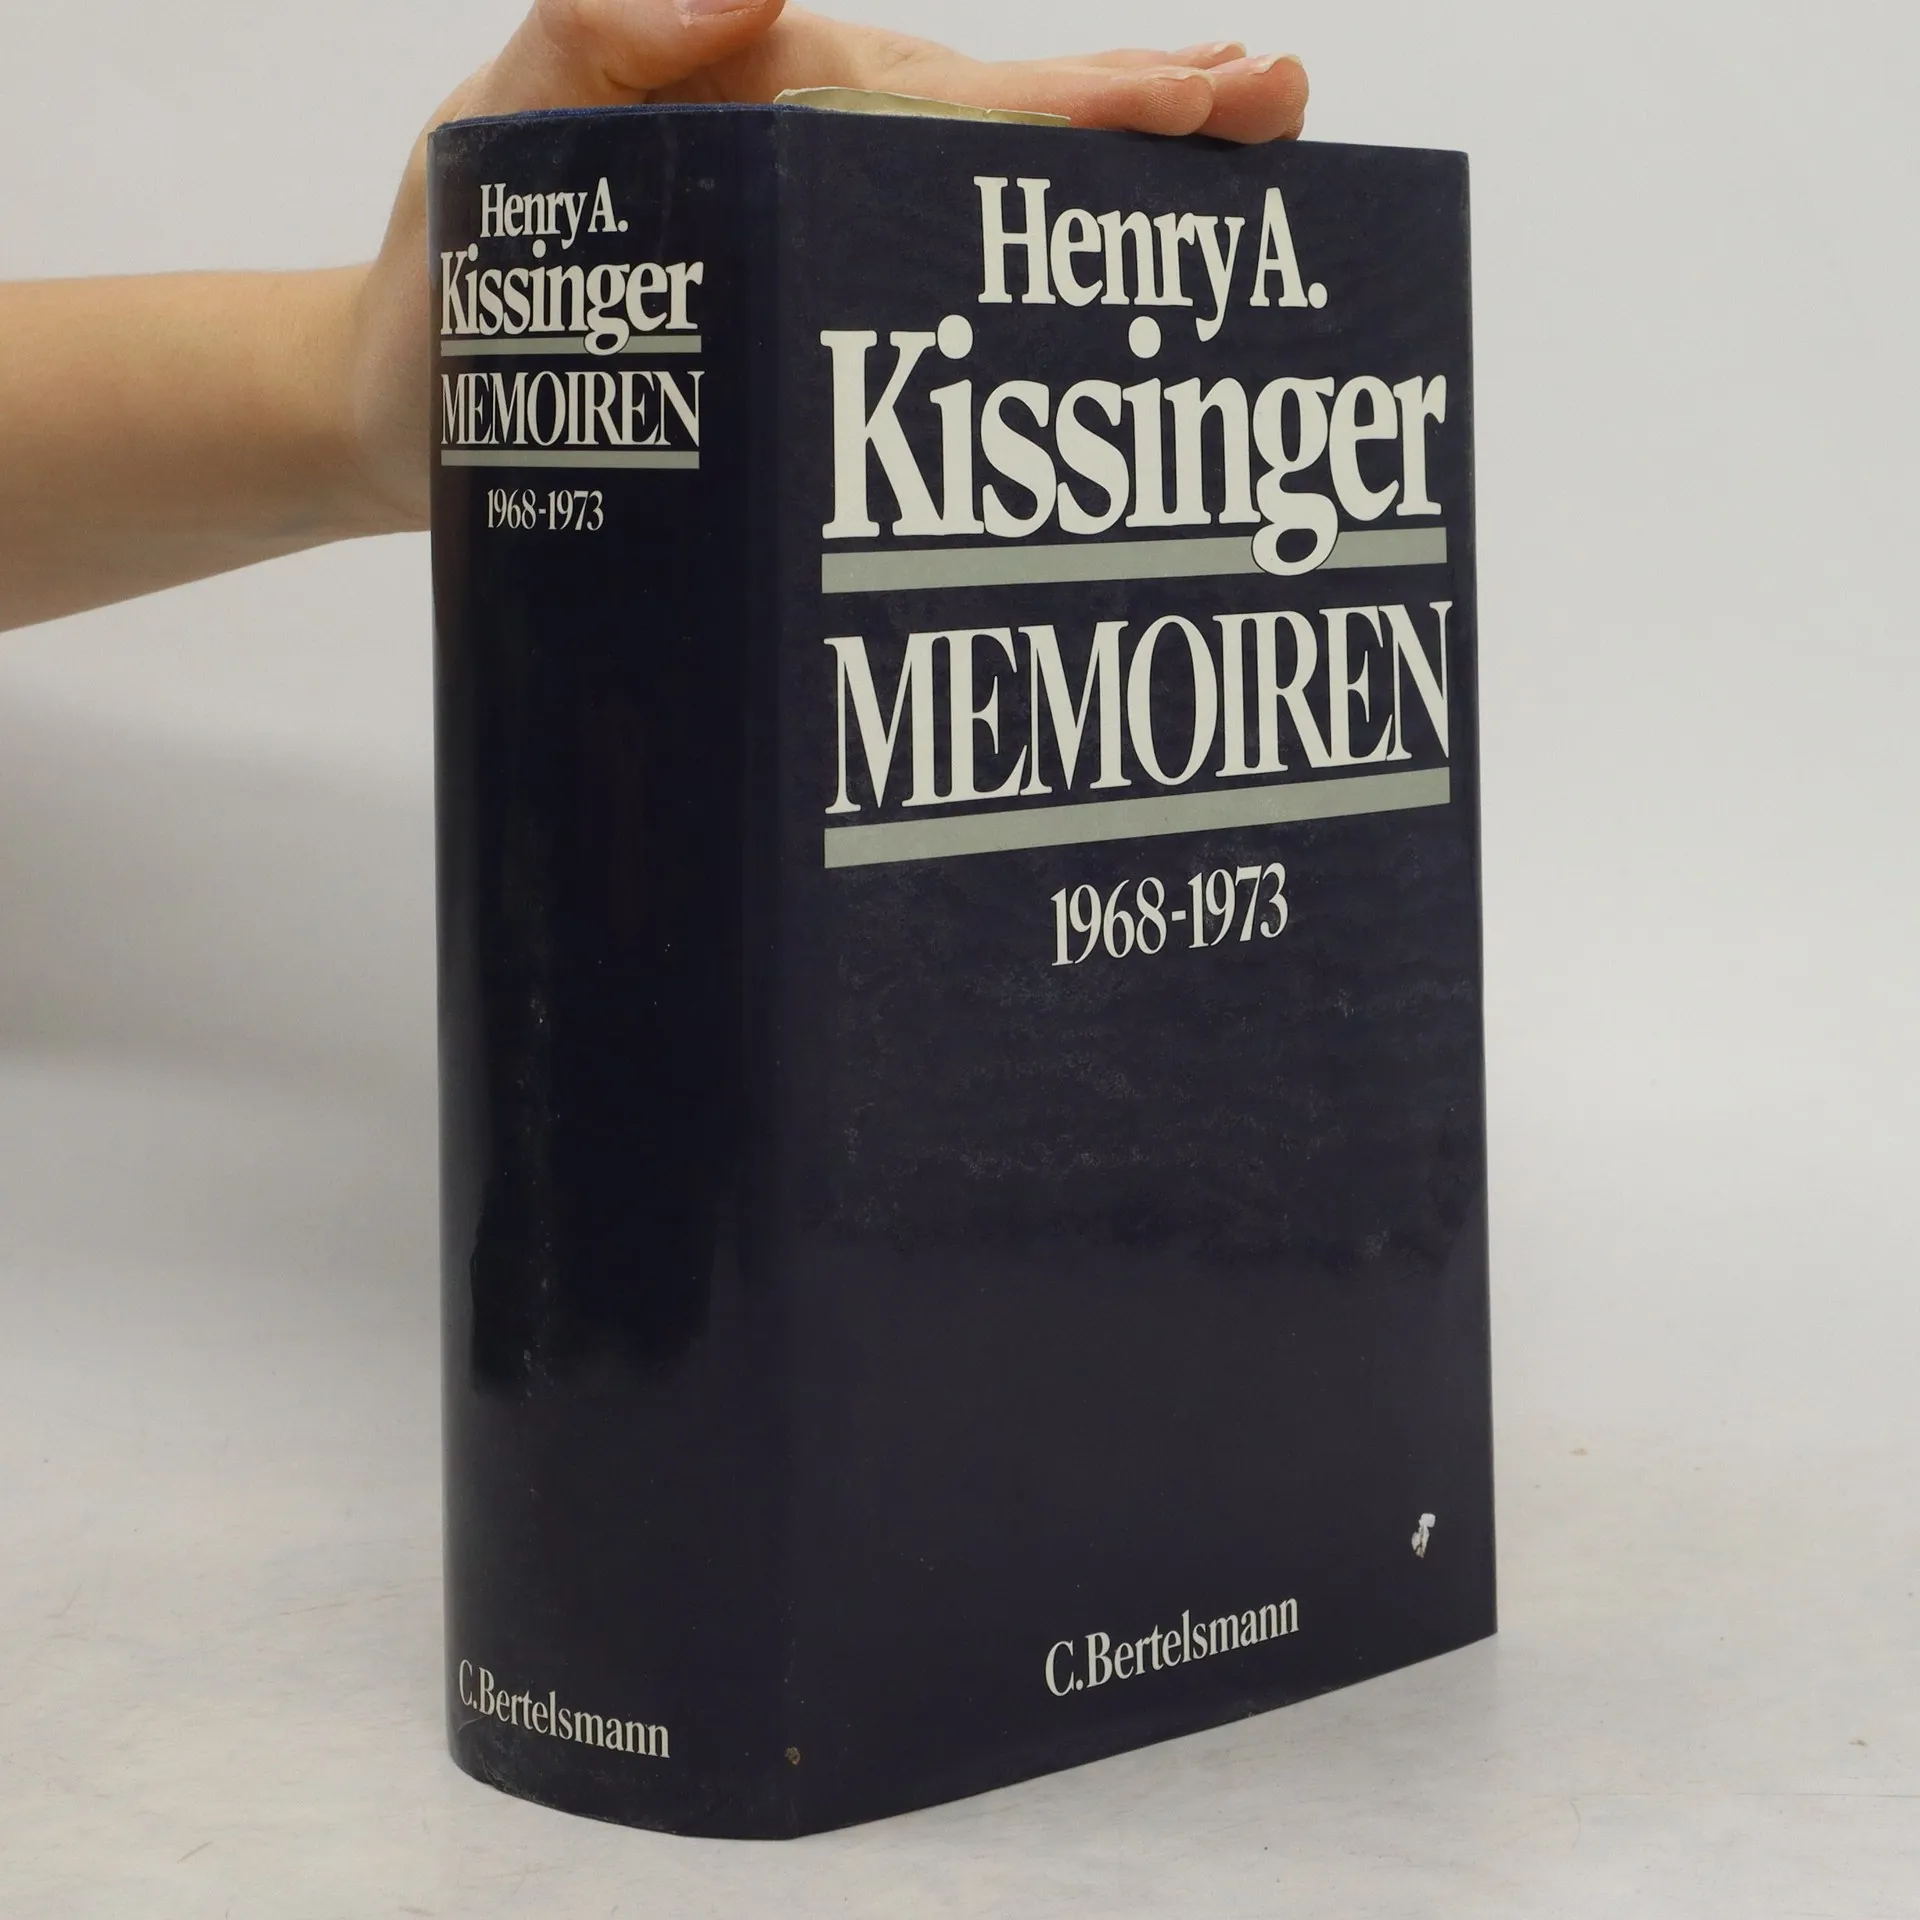 Henry A.
Kissinger
MEMOIREN
1968-1973
C.Bertelsmann
Henry A.
Kissinger
MEMOIREN
1968-1973
C.Bertelsmann